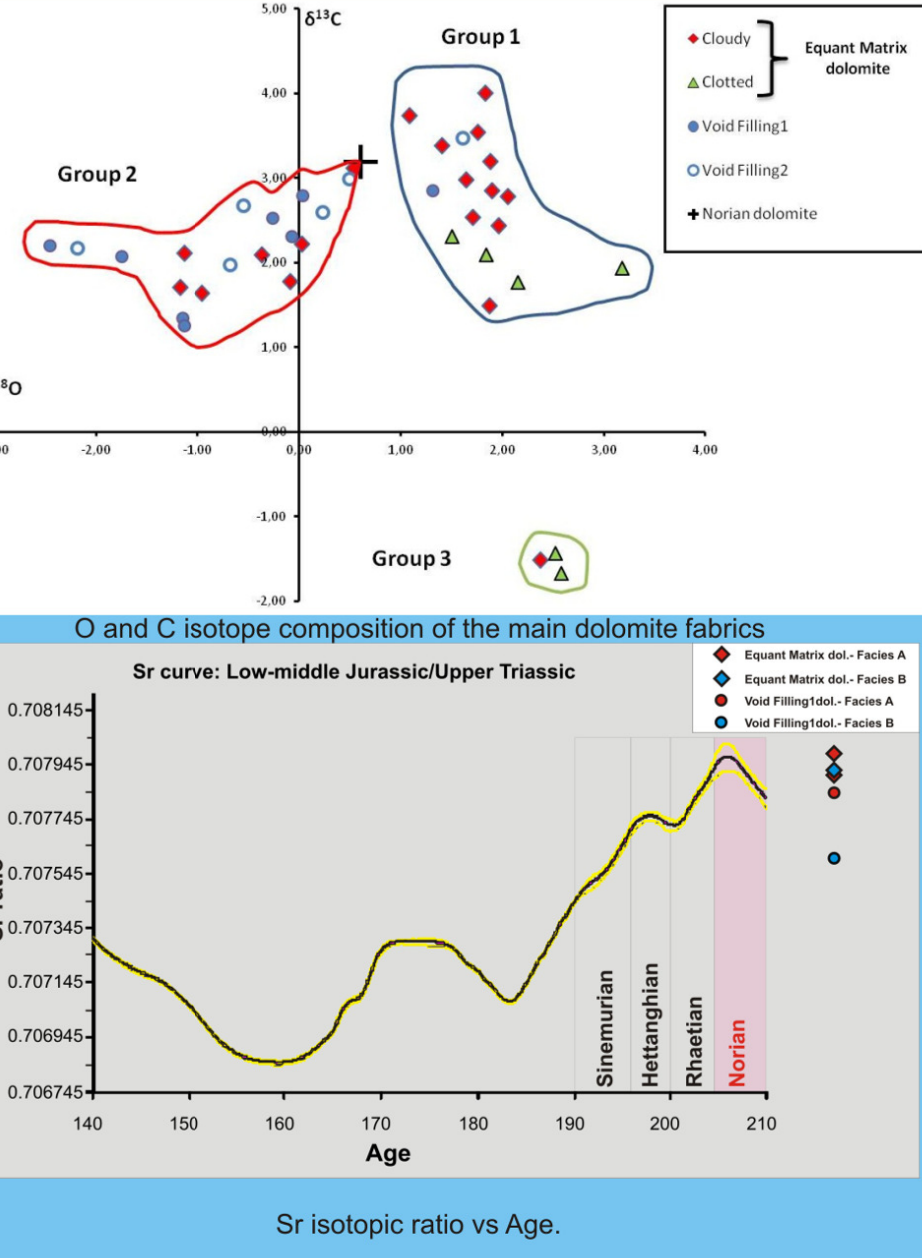 5,00
δ¹³C
Group 1
Cloudy
Clotted
Equant Matrix
dolomite
Void Filling1
Void Filling2
Norian dolomite
4,00
Group 2
3,00
2,00
1,00
⁸O
0,00
-2,00 -1,00 0,00 1,00 2,00 3,00 4,00
-1,00
Group 3
-2,00
O and C isotope composition of the main dolomite fabrics
Sr curve: Low-middle Jurassic/Upper Triassic
Equant Matrix dol.- Facies A
Equant Matrix dol.- Facies B
Void Filling1dol.- Facies A
Void Filling1dol.- Facies B
0.708145
0.707945
0.707745
0.707545
0.707345
0.707145
0.706945
0.706745
Sinemurian
Hettanghian
Rhaetian
Norian
140 150 160 170 180 190 200 210
Age
Sr isotopic ratio vs Age.